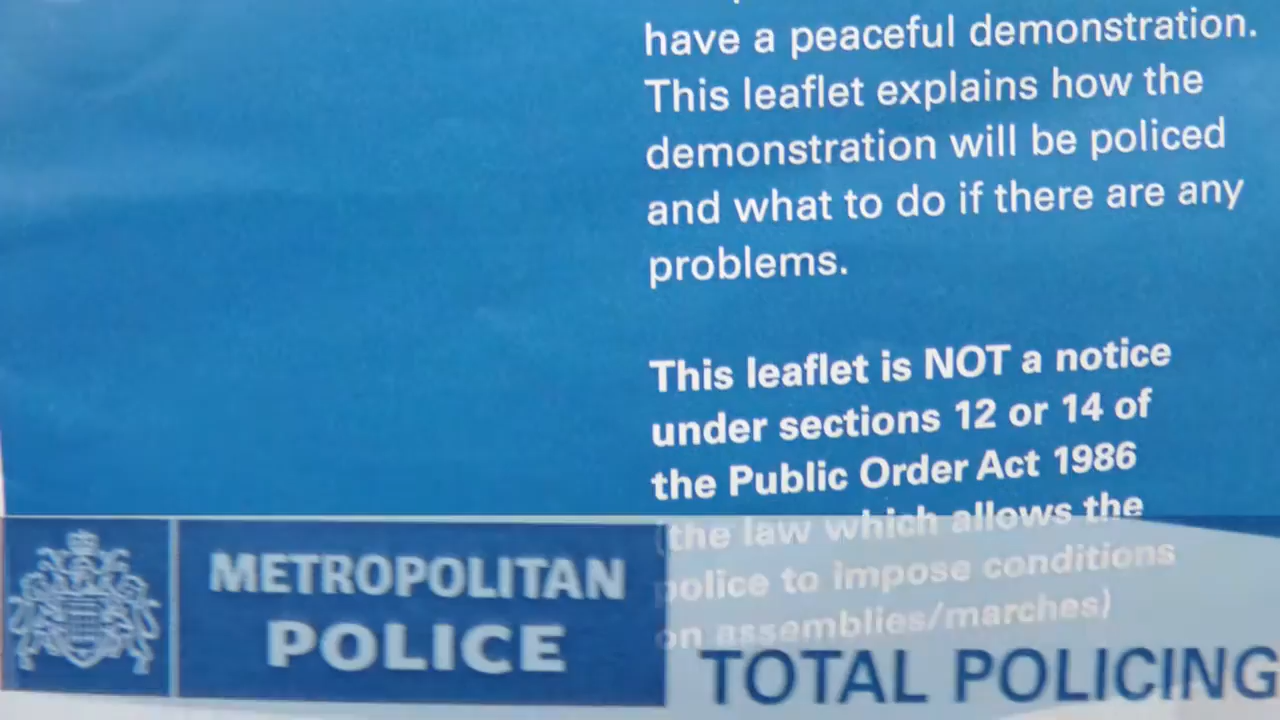 have a peaceful demonstration.
This leaflet explains how the
demonstration will be policed
and what to do if there are any
problems.
This leaflet is NOT a notice
under sections 12 or 14 of
the Public Order Act 1986
(the law which allows the
police to impose conditions
on assemblies/marches)
METROPOLITAN
POLICE
TOTAL POLICING